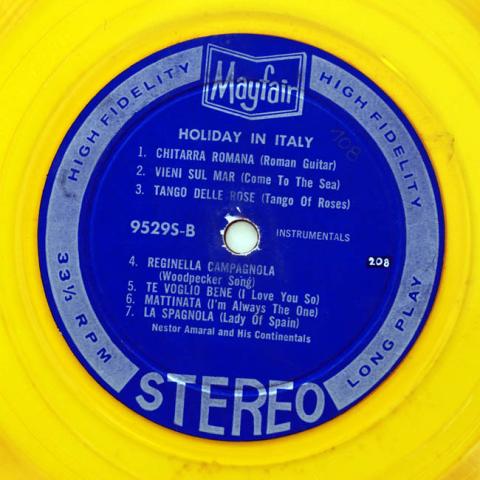 Mayfair
HIGH FIDELITY
HIGH FIDELITY
HOLIDAY IN ITALY
208
1. CHITARRA ROMANA (Roman Guitar)
2. VIENI SUL MAR (Come To The Sea)
3. TANGO DELLE ROSE (Tango Of Roses)
9529S-B
INSTRUMENTALS
208
4. REGINELLA CAMPAGNOLA
(Woodpecker Song)
5. TE VOGLIO BENE (I Love You So)
6. MATTINATA (I'm Always The One)
7. LA SPAGNOLA (Lady Of Spain)
Nestor Amaral and His Continentals
33⅓ RPM
LONG PLAY
STEREO